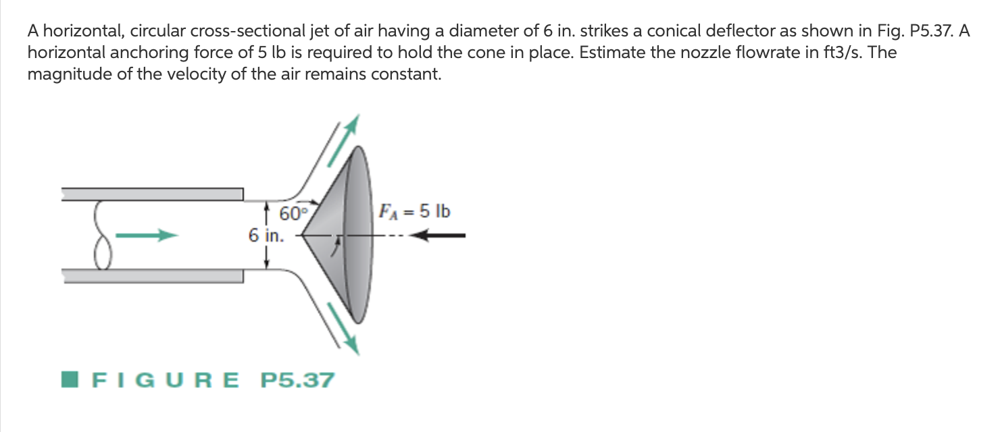 A horizontal, circular cross-sectional jet of air having a diameter of 6 in. strikes a conical deflector as shown in Fig. P5.37. A
horizontal anchoring force of 5 lb is required to hold the cone in place. Estimate the nozzle flowrate in ft3/s. The
magnitude of the velocity of the air remains constant.
60°
6 in.
F_A = 5 lb
FIGURE P5.37